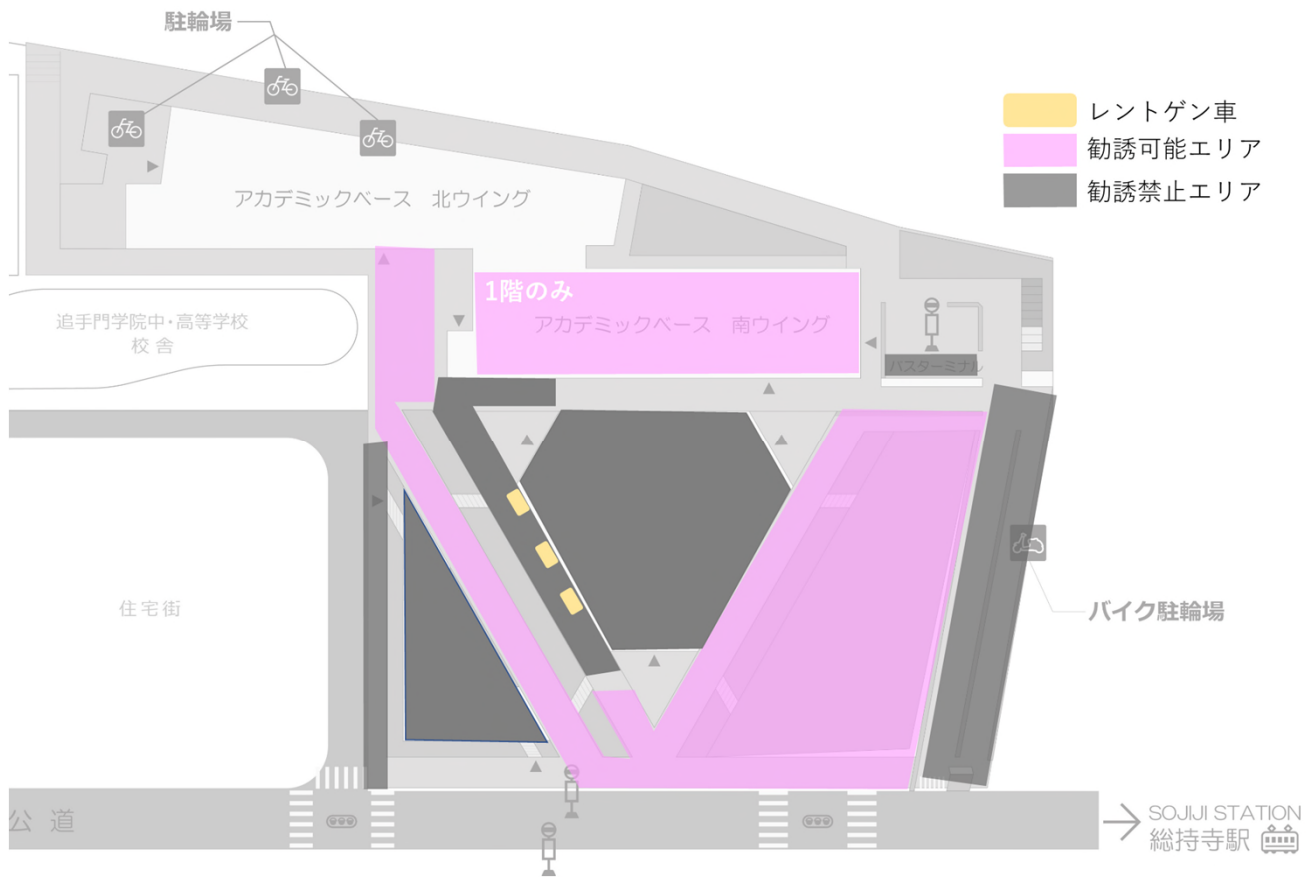 駐輪場
レントゲン車
勧誘可能エリア
勧誘禁止エリア
アカデミックベース 北ウイング
1階のみ
アカデミックベース 南ウイング
追手門学院中・高等学校
校舎
バスターミナル
住宅街
バイク駐輪場
公道
SOJIJI STATION
総持寺駅